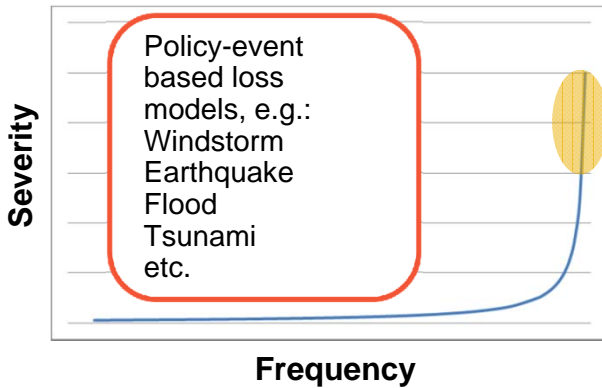 Policy-event
based loss
models, e.g.:
Windstorm
Earthquake
Flood
Tsunami
etc.
Severity
Frequency